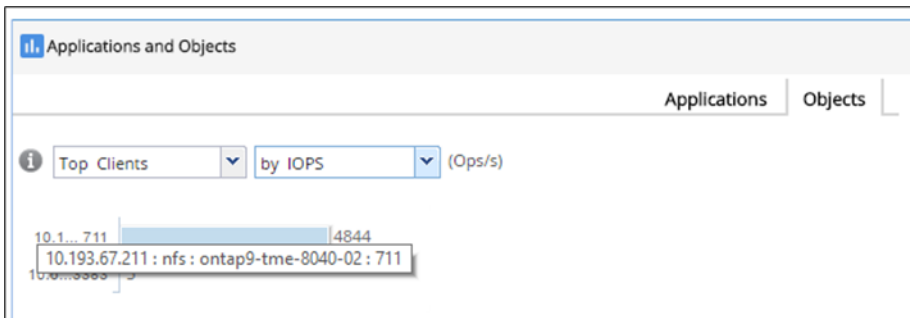 Applications and Objects
Applications Objects
Top Clients by IOPS (Ops/s)
10.1... 711 4844
10.193.67.211 : nfs : ontap9-tme-8040-02 : 711